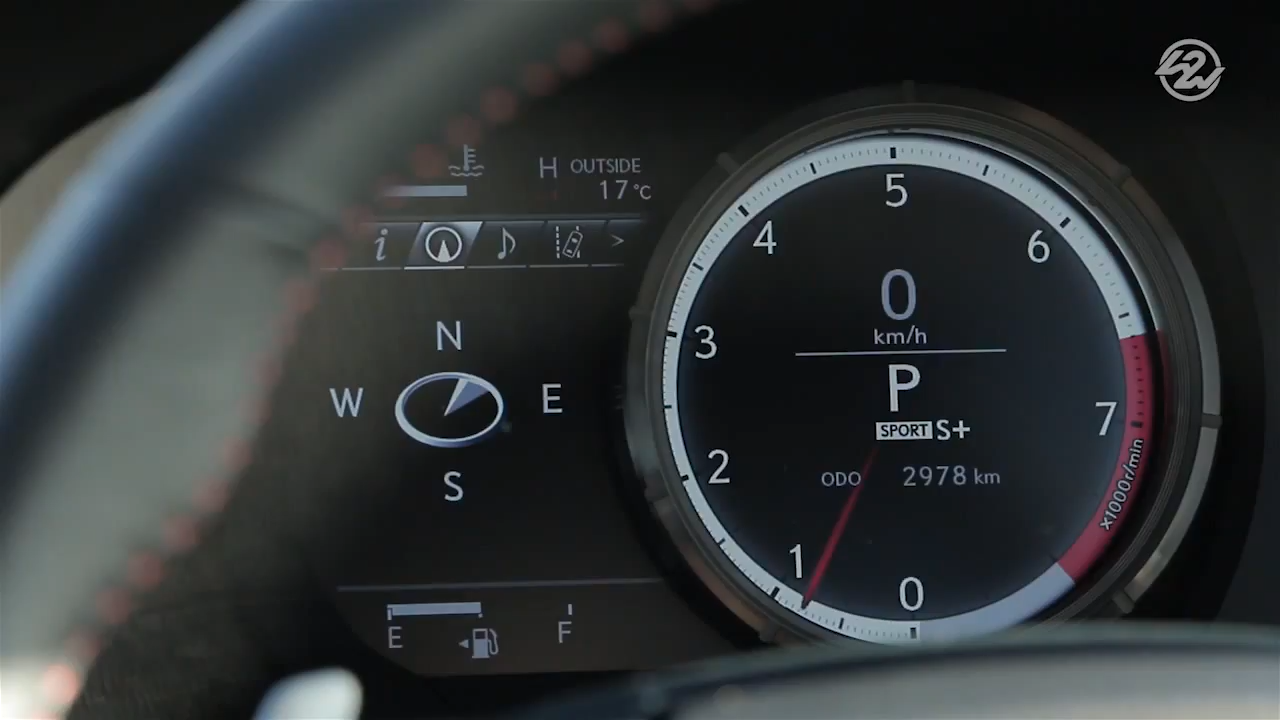 H OUTSIDE
17°C
i
>
N
W E
S
E F
0
1
2
3
4
5
6
7
x1000r/min
0
km/h
P
SPORT S+
ODO 2978 km